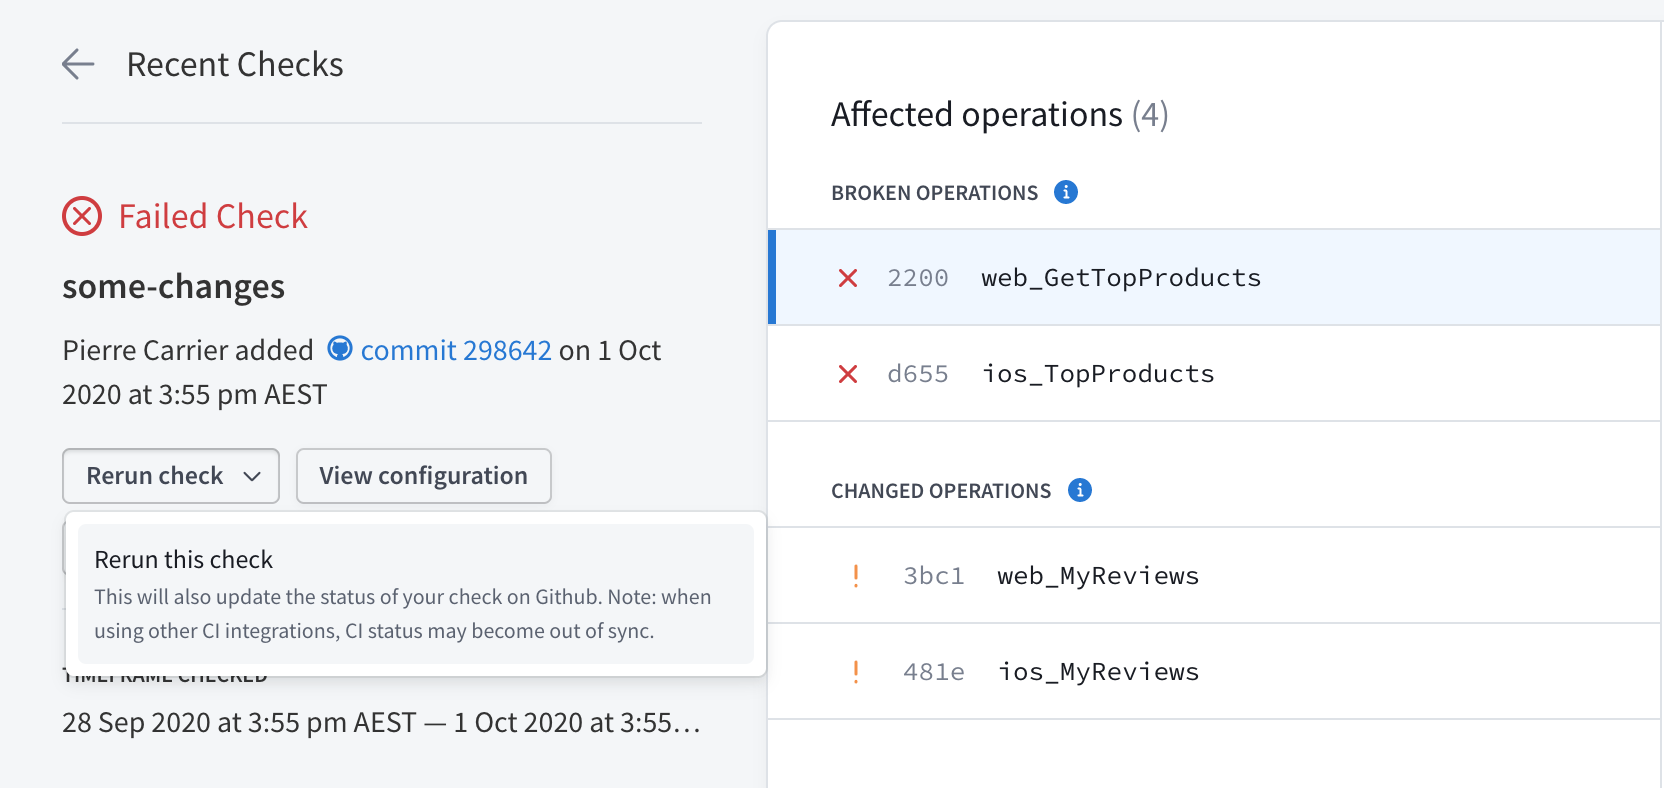 Recent Checks
Failed Check
some-changes
Pierre Carrier added commit 298642 on 1 Oct
2020 at 3:55 pm AEST
Rerun check
View configuration
Rerun this check
This will also update the status of your check on Github. Note: when
using other CI integrations, CI status may become out of sync.
TIMEFRAME CHECKED
28 Sep 2020 at 3:55 pm AEST — 1 Oct 2020 at 3:55…
Affected operations (4)
BROKEN OPERATIONS
2200 web_GetTopProducts
d655 ios_TopProducts
CHANGED OPERATIONS
! 3bc1 web_MyReviews
! 481e ios_MyReviews